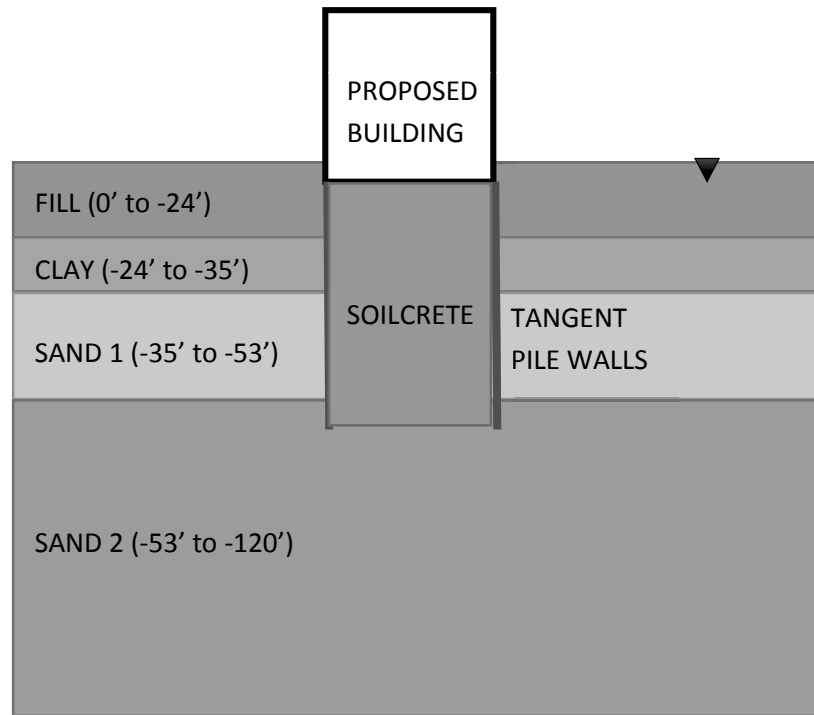 PROPOSED
BUILDING
FILL (0’ to -24’)
CLAY (-24’ to -35’)
SOILCRETE
TANGENT
SAND 1 (-35’ to -53’)
PILE WALLS
SAND 2 (-53’ to -120’)